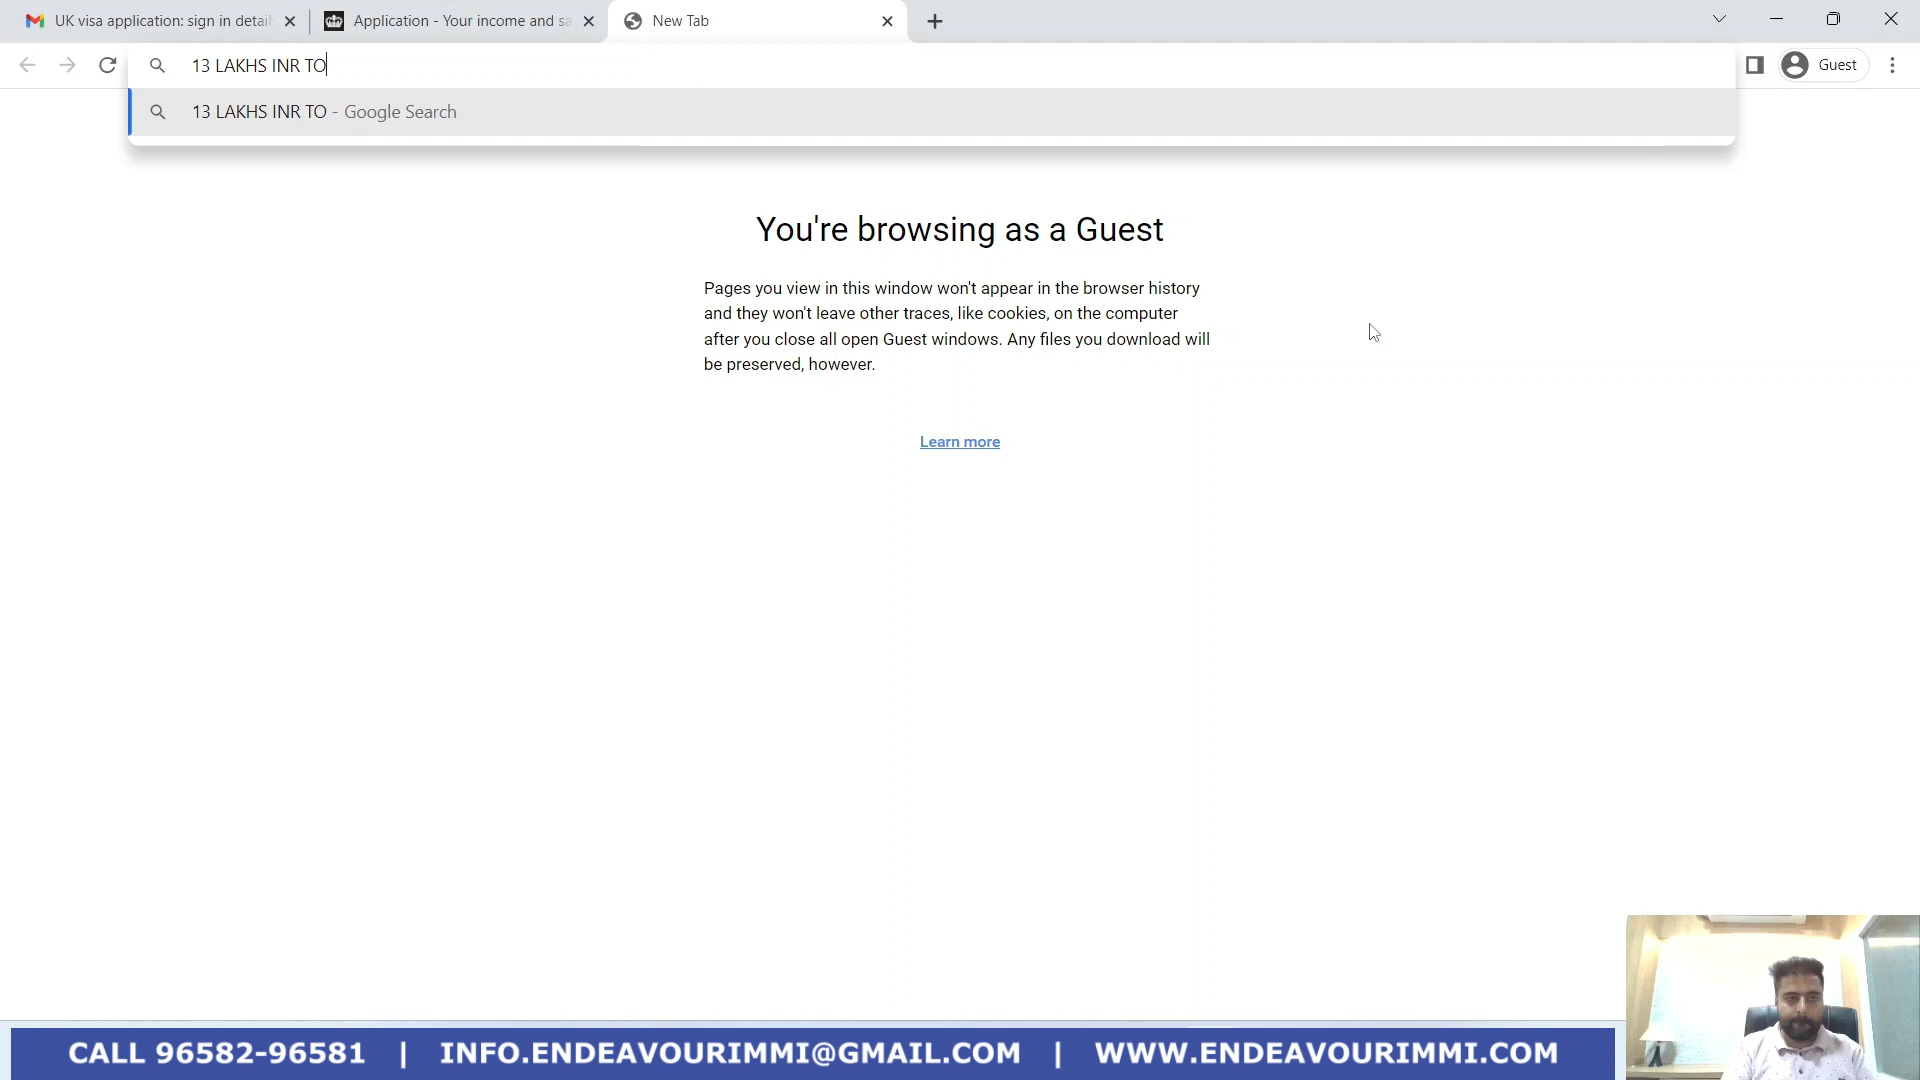 UK visa application: sign in detail
Application - Your income and sa
New Tab
13 LAKHS INR TO
Guest
13 LAKHS INR TO - Google Search
You're browsing as a Guest
Pages you view in this window won't appear in the browser history
and they won't leave other traces, like cookies, on the computer
after you close all open Guest windows. Any files you download will
be preserved, however.
Learn more
CALL 96582-96581 | INFO.ENDEAVOURIMMI@GMAIL.COM | WWW.ENDEAVOURIMMI.COM